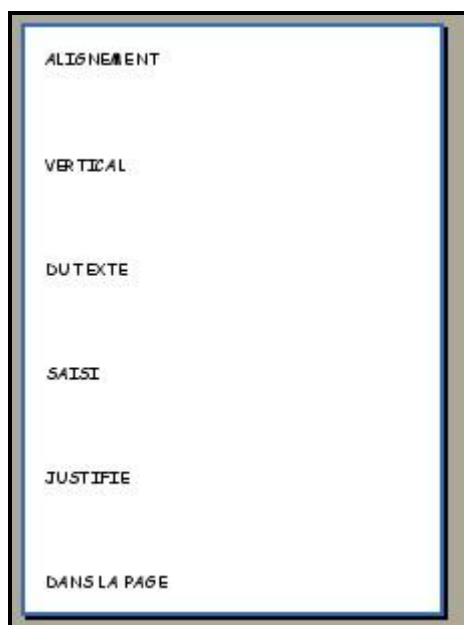 ALIGNEMENT
VERTICAL
DU TEXTE
SAISI
JUSTIFIE
DANS LA PAGE